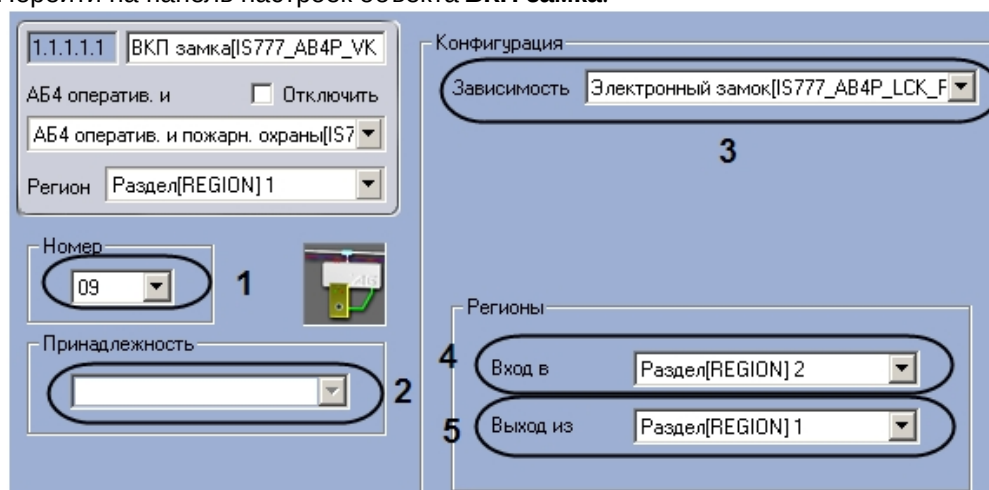 Перейти на панель настроек объекта ВКП замка.
1.1.1.1.1 ВКП замка[IS777_AB4P_VK
АБ4 оператив. и Отключить
АБ4 оператив. и пожарн. охраны[IS7
Регион Раздел[REGION] 1
Номер
09
1
Принадлежность
2
Конфигурация
Зависимость Электронный замок[IS777_AB4P_LCK_F
3
Регионы
4 Вход в Раздел[REGION] 2
5 Выход из Раздел[REGION] 1